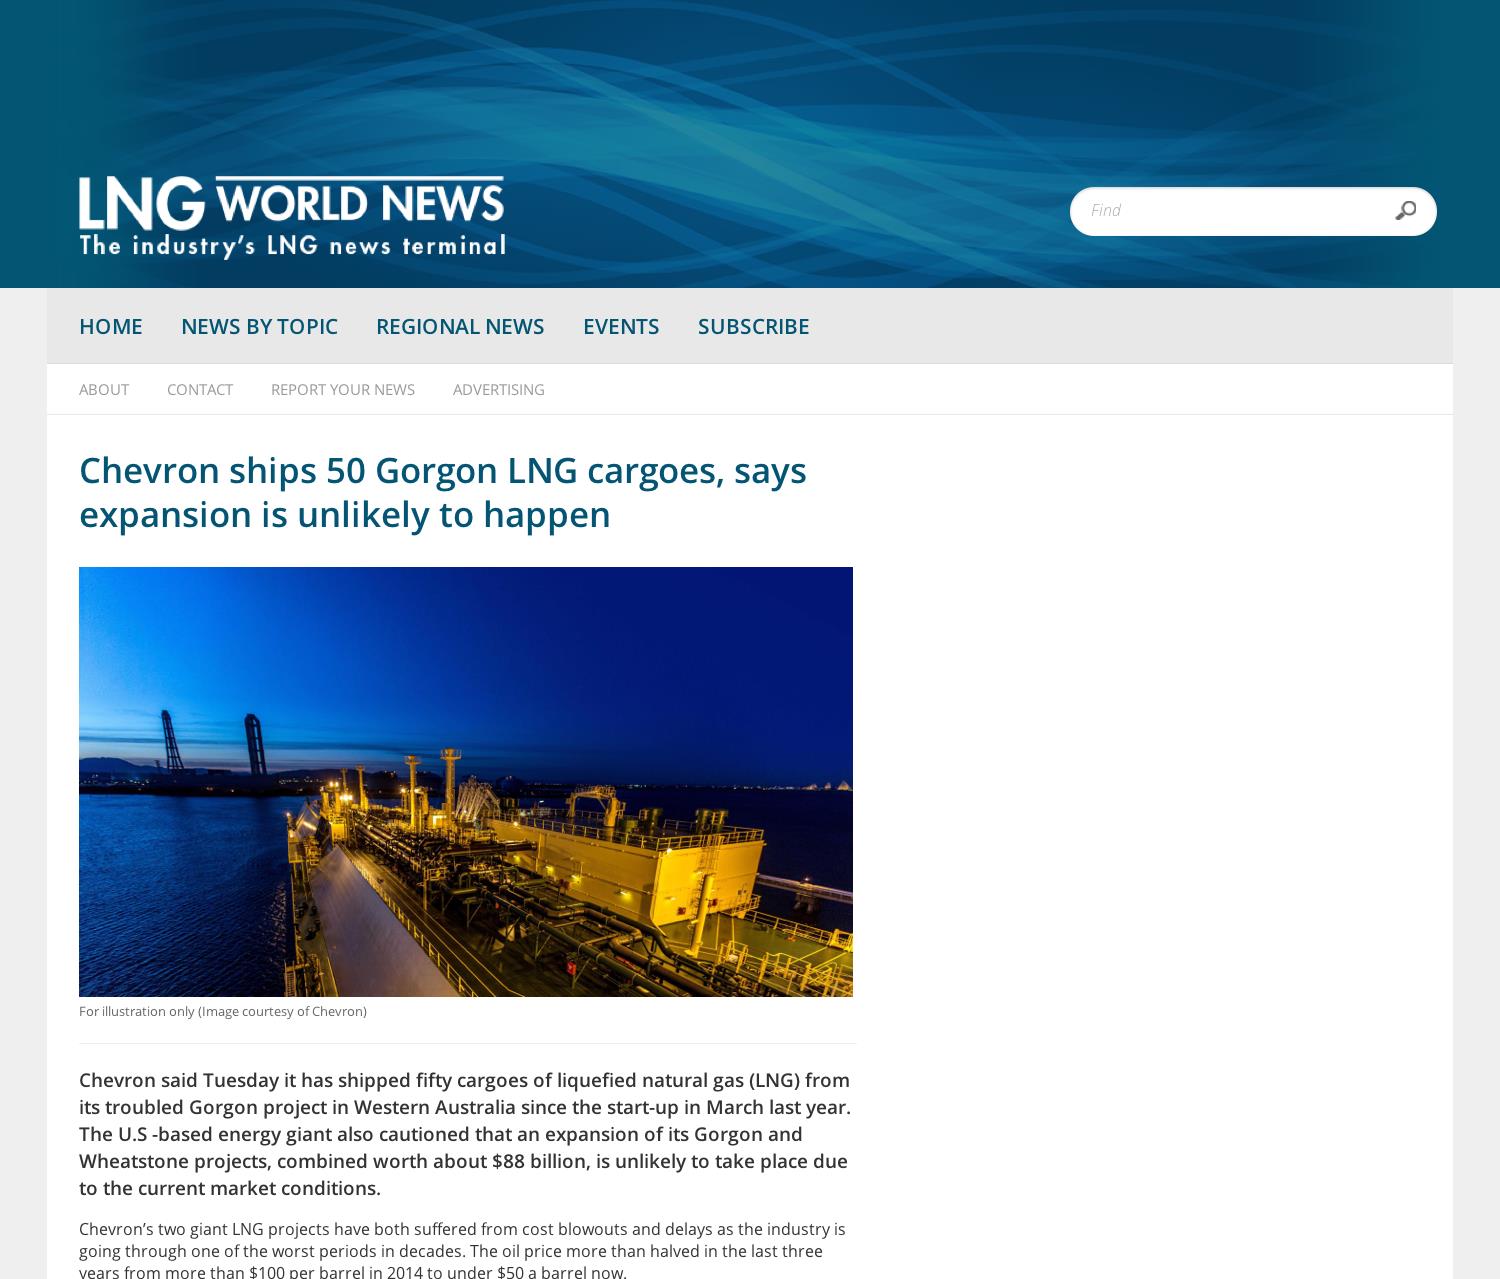 LNG WORLD NEWS
The industry's LNG news terminal
Find
HOME NEWS BY TOPIC REGIONAL NEWS EVENTS SUBSCRIBE
ABOUT CONTACT REPORT YOUR NEWS ADVERTISING
Chevron ships 50 Gorgon LNG cargoes, says
expansion is unlikely to happen
For illustration only (Image courtesy of Chevron)
Chevron said Tuesday it has shipped fifty cargoes of liquefied natural gas (LNG) from
its troubled Gorgon project in Western Australia since the start-up in March last year.
The U.S -based energy giant also cautioned that an expansion of its Gorgon and
Wheatstone projects, combined worth about $88 billion, is unlikely to take place due
to the current market conditions.
Chevron’s two giant LNG projects have both suffered from cost blowouts and delays as the industry is
going through one of the worst periods in decades. The oil price more than halved in the last three
years from more than $100 per barrel in 2014 to under $50 a barrel now.